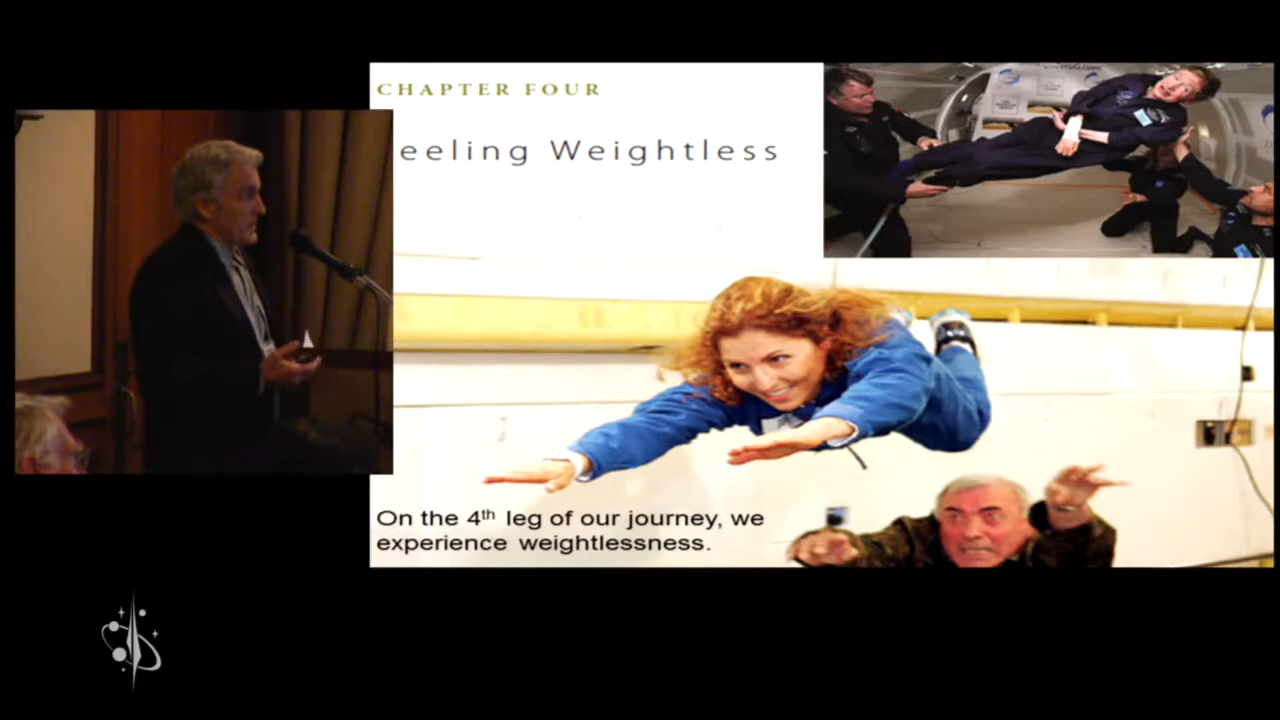 CHAPTER FOUR
eeling Weightless
On the 4th leg of our journey, we
experience weightlessness.